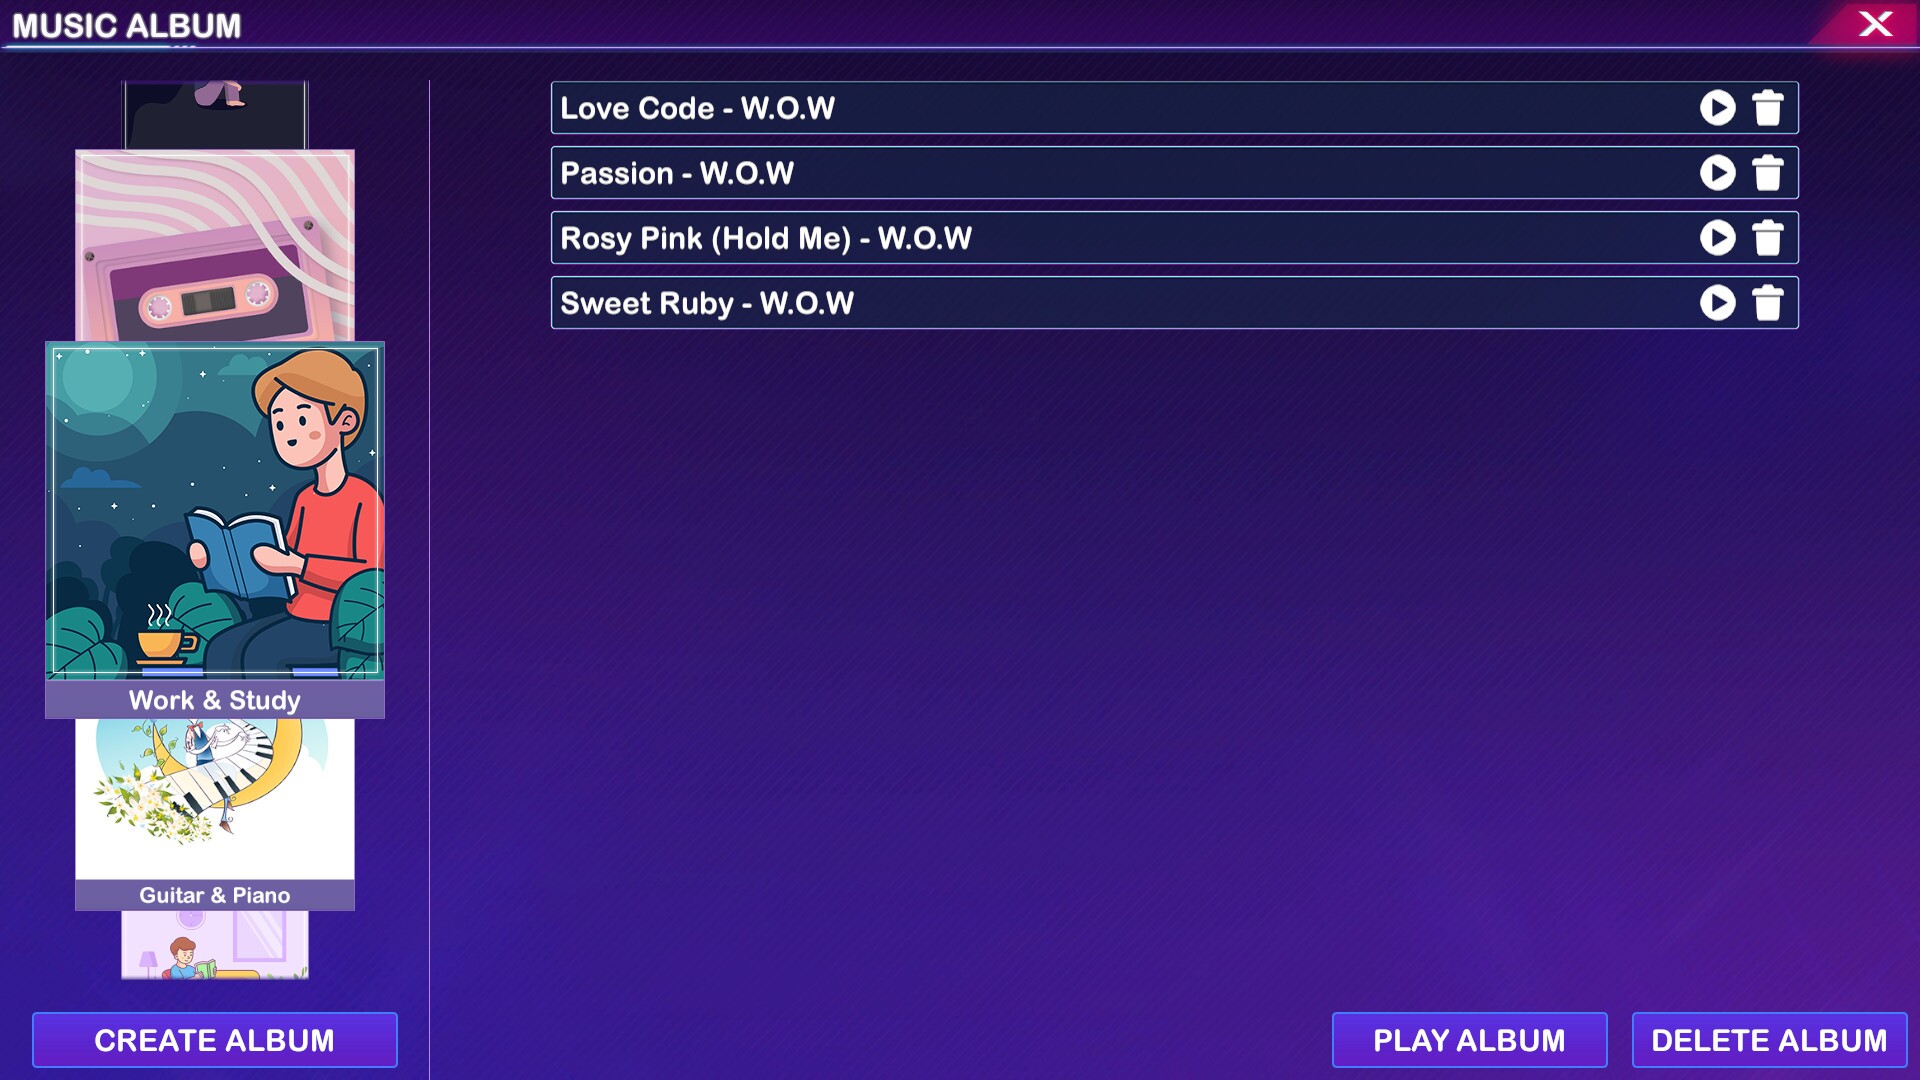 MUSIC ALBUM
Love Code - W.O.W
Passion - W.O.W
Rosy Pink (Hold Me) - W.O.W
Sweet Ruby - W.O.W
Work & Study
Guitar & Piano
CREATE ALBUM
PLAY ALBUM
DELETE ALBUM